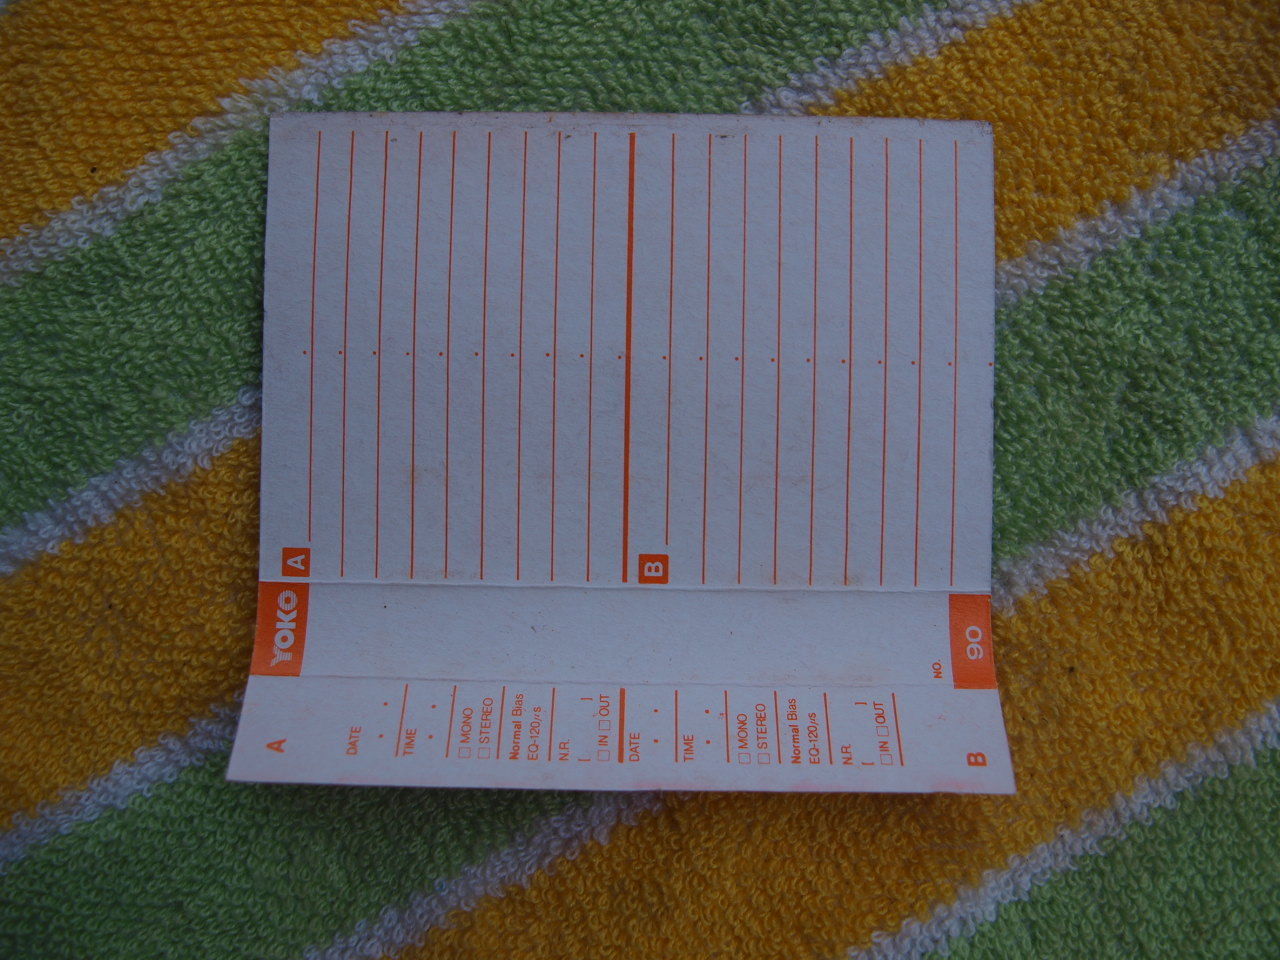 A
B
YOKO
NO.
90
A
DATE
TIME
□ MONO
□ STEREO
Normal Bias
EQ-120μs
N.R.
[ ]
□ IN □ OUT
DATE
TIME
□ MONO
□ STEREO
Normal Bias
EQ-120μs
N.R.
[ ]
□ IN □ OUT
B